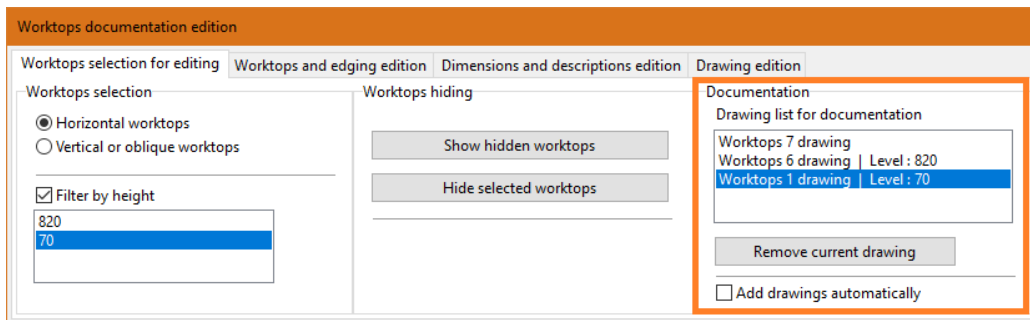 Worktops documentation edition
Worktops selection for editing
Worktops and edging edition
Dimensions and descriptions edition
Drawing edition
Worktops selection
Horizontal worktops
Vertical or oblique worktops
Filter by height
820
70
Worktops hiding
Show hidden worktops
Hide selected worktops
Documentation
Drawing list for documentation
Worktops 7 drawing
Worktops 6 drawing | Level : 820
Worktops 1 drawing | Level : 70
Remove current drawing
Add drawings automatically